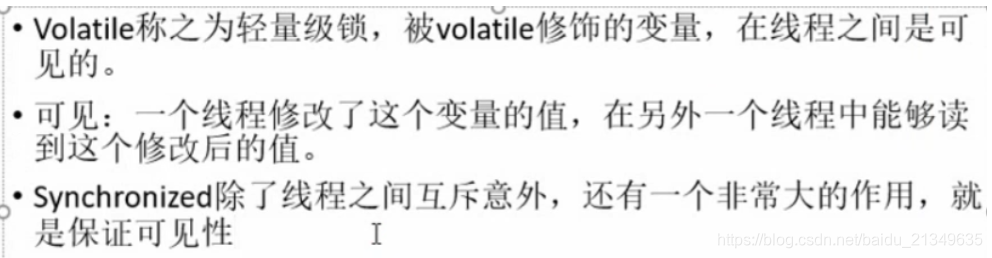 • Volatile称之为轻量级锁，被volatile修饰的变量，在线程之间是可
见的。
• 可见：一个线程修改了这个变量的值，在另外一个线程中能够读
到这个修改后的值。
• Synchronized除了线程之间互斥意外，还有一个非常大的作用，就
是保证可见性
https://blog.csdn.net/baidu_21349635